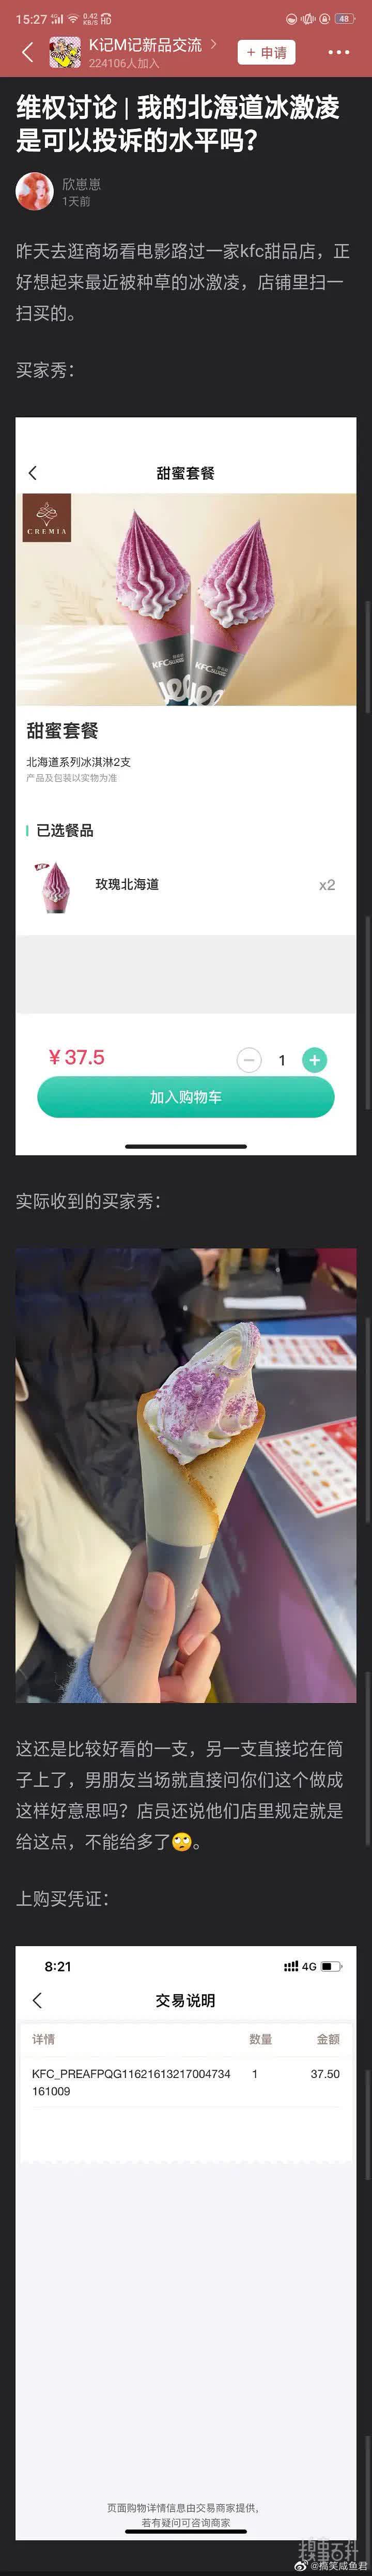 15:27
0.42 KB/S
HD
48
K记M记新品交流
224106人加入
+ 申请
维权讨论 | 我的北海道冰激凌
是可以投诉的水平吗？
欣崽崽
1天前
昨天去逛商场看电影路过一家kfc甜品店，正
好想起来最近被种草的冰激凌，店铺里扫一
扫买的。
买家秀：
甜蜜套餐
CREMIA
KFC
KFC
甜蜜套餐
北海道系列冰淇淋2支
产品及包装以实物为准
已选餐品
玫瑰北海道
x2
￥37.5
1
加入购物车
实际收到的买家秀：
这还是比较好看的一支，另一支直接坨在筒
子上了，男朋友当场就直接问你们这个做成
这样好意思吗？店员还说他们店里规定就是
给这点，不能给多了🙄。
上购买凭证：
8:21
4G
交易说明
详情 数量 金额
KFC_PREAFPQG11621613217004734 1 37.50
161009
页面购物详情信息由交易商家提供，
若有疑问可咨询商家
@搞笑咸鱼君